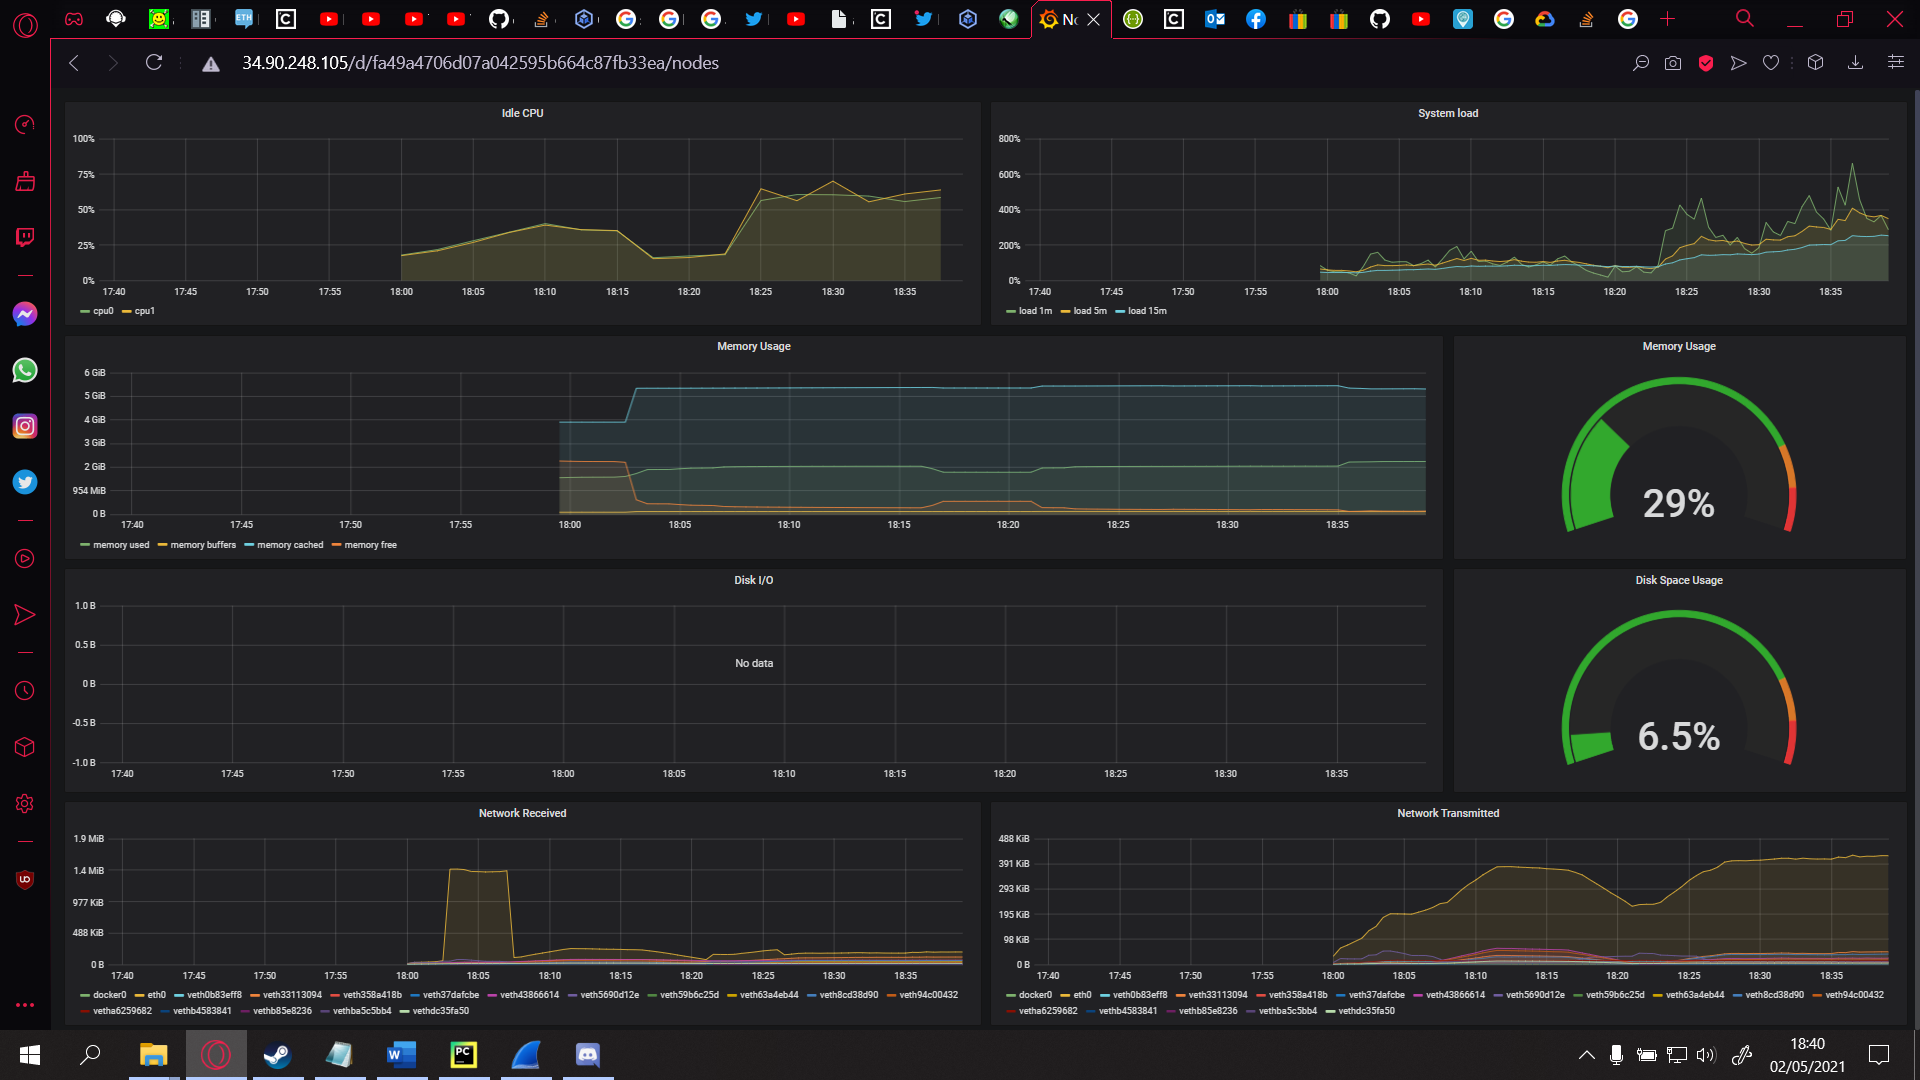 No
34.90.248.105/d/fa49a4706d07a042595b664c87fb33ea/nodes
Idle CPU
100%
75%
50%
25%
0%
17:40 17:45 17:50 17:55 18:00 18:05 18:10 18:15 18:20 18:25 18:30 18:35
cpu0 cpu1
System load
800%
600%
400%
200%
0%
17:40 17:45 17:50 17:55 18:00 18:05 18:10 18:15 18:20 18:25 18:30 18:35
load 1m load 5m load 15m
Memory Usage
6 GiB
5 GiB
4 GiB
3 GiB
2 GiB
954 MiB
0 B
17:40 17:45 17:50 17:55 18:00 18:05 18:10 18:15 18:20 18:25 18:30 18:35
memory used memory buffers memory cached memory free
Memory Usage
29%
Disk I/O
1.0 B
0.5 B
0 B
-0.5 B
-1.0 B
No data
17:40 17:45 17:50 17:55 18:00 18:05 18:10 18:15 18:20 18:25 18:30 18:35
Disk Space Usage
6.5%
Network Received
1.9 MiB
1.4 MiB
977 KiB
488 KiB
0 B
17:40 17:45 17:50 17:55 18:00 18:05 18:10 18:15 18:20 18:25 18:30 18:35
docker0 eth0 veth0b83eff8 veth33113094 veth358a418b veth37dafcbe veth43866614 veth5690d12e veth59b6c25d veth63a4eb44 veth8cd38d90 veth94c00432
vetha6259682 vethb4583841 vethb85e8236 vethba5c5bb4 vethdc35fa50
Network Transmitted
488 KiB
391 KiB
293 KiB
195 KiB
98 KiB
0 B
17:40 17:45 17:50 17:55 18:00 18:05 18:10 18:15 18:20 18:25 18:30 18:35
docker0 eth0 veth0b83eff8 veth33113094 veth358a418b veth37dafcbe veth43866614 veth5690d12e veth59b6c25d veth63a4eb44 veth8cd38d90 veth94c00432
vetha6259682 vethb4583841 vethb85e8236 vethba5c5bb4 vethdc35fa50
18:40
02/05/2021